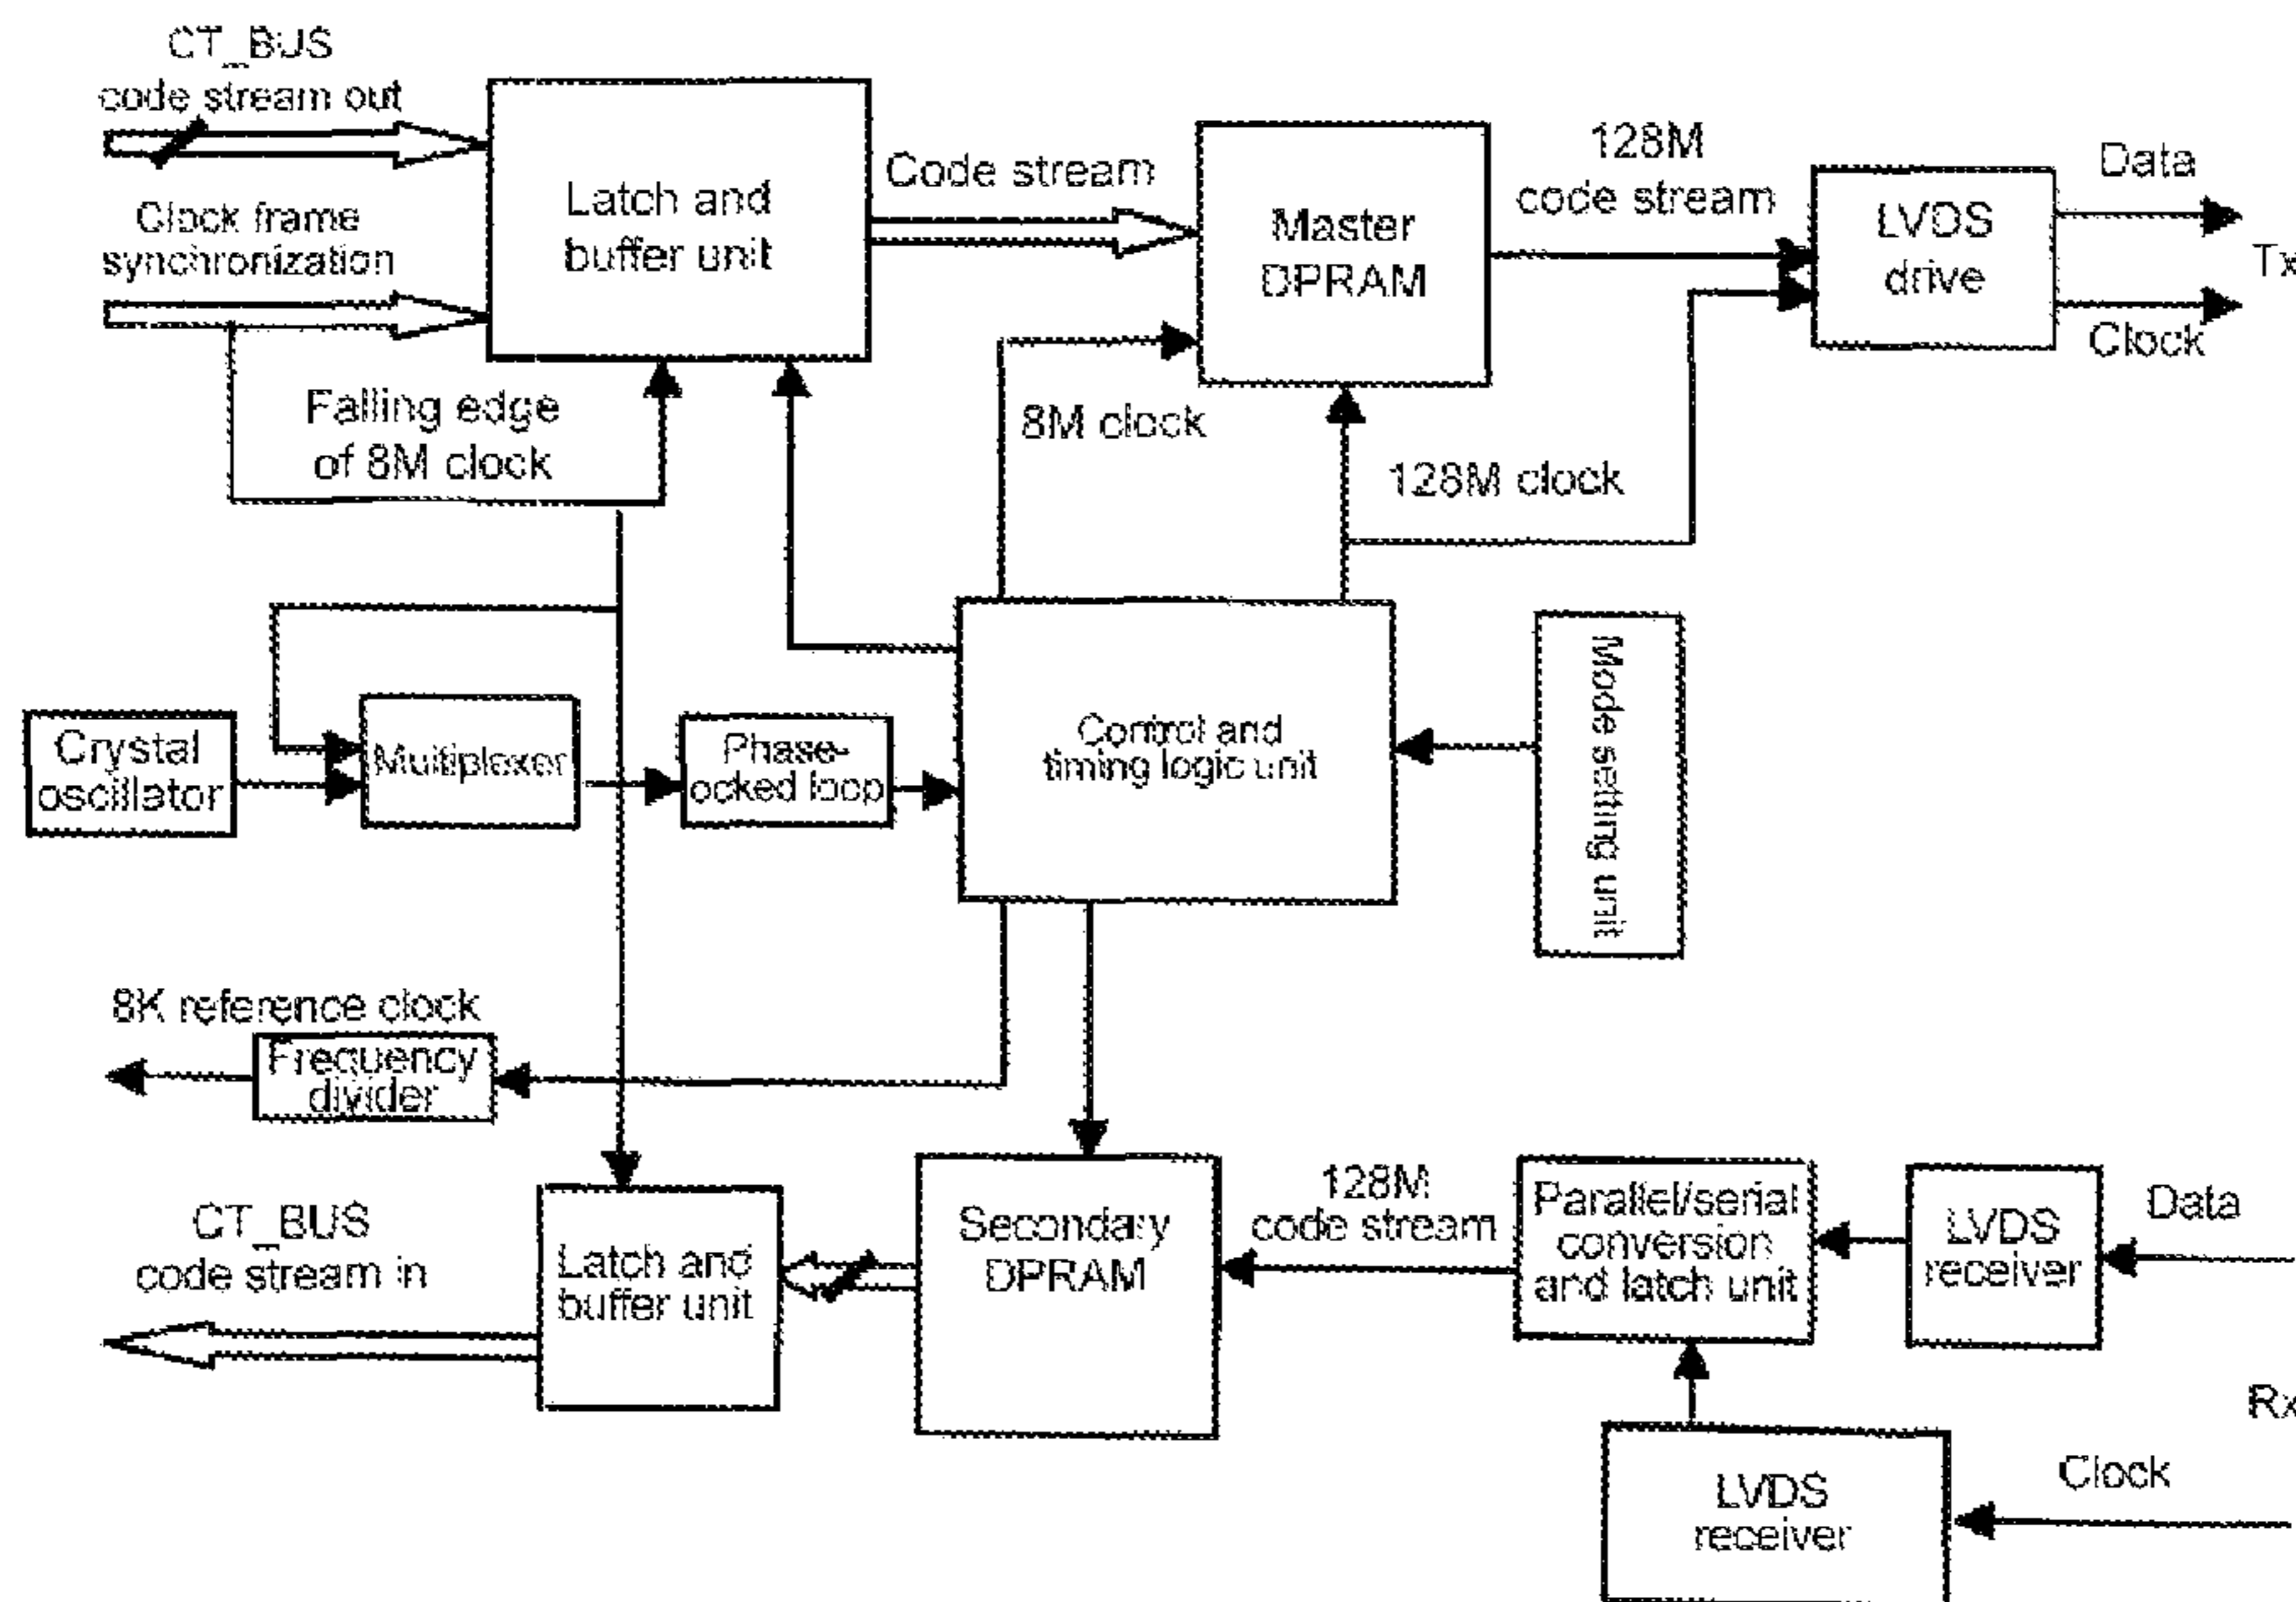 CT_BUS
code stream out
Clock frame
synchronization
Latch and
buffer unit
Code stream
Master
DPRAM
128M
code stream
LVDS
drive
Data
Tx
Clock
Falling edge
of 8M clock
8M clock
128M clock
Crystal
oscillator
Multiplexer
Phase-
ocked loop
Control and
timing logic unit
Mode setting unit
8K reference clock
Frequency
divider
CT_BUS
code stream in
Latch and
buffer unit
Secondary
DPRAM
128M
code stream
Parallel/serial
conversion
and latch unit
LVDS
receiver
Data
Rx
LVDS
receiver
Clock